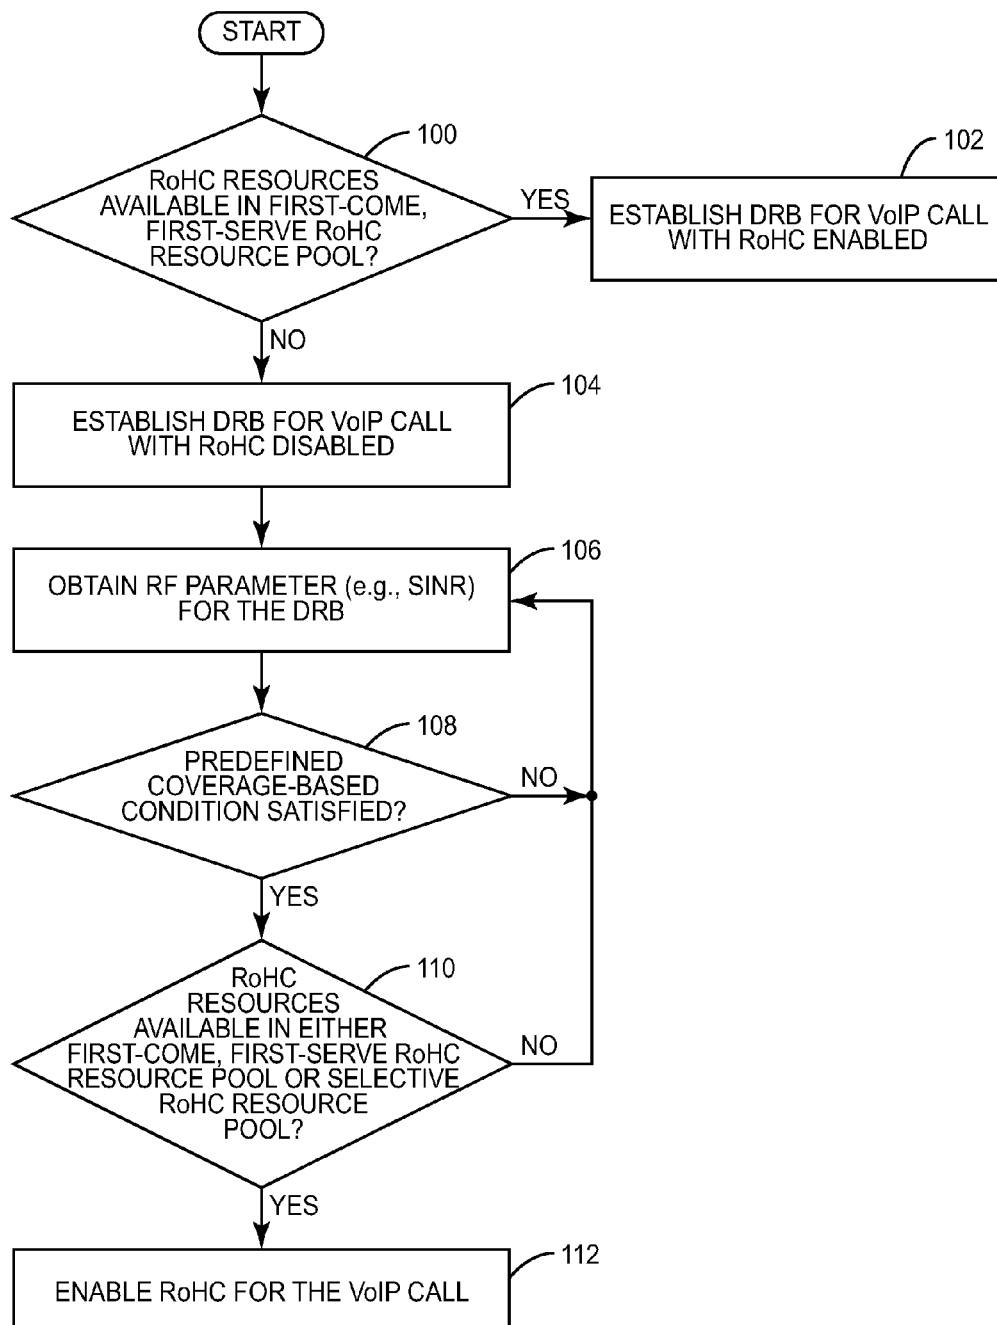 START
100
RoHC RESOURCES
AVAILABLE IN FIRST-COME,
FIRST-SERVE RoHC
RESOURCE POOL?
YES
102
ESTABLISH DRB FOR VoIP CALL
WITH RoHC ENABLED
NO
104
ESTABLISH DRB FOR VoIP CALL
WITH RoHC DISABLED
106
OBTAIN RF PARAMETER (e.g., SINR)
FOR THE DRB
108
PREDEFINED
COVERAGE-BASED
CONDITION SATISFIED?
NO
YES
110
RoHC
RESOURCES
AVAILABLE IN EITHER
FIRST-COME, FIRST-SERVE RoHC
RESOURCE POOL OR SELECTIVE
RoHC RESOURCE
POOL?
NO
YES
112
ENABLE RoHC FOR THE VoIP CALL